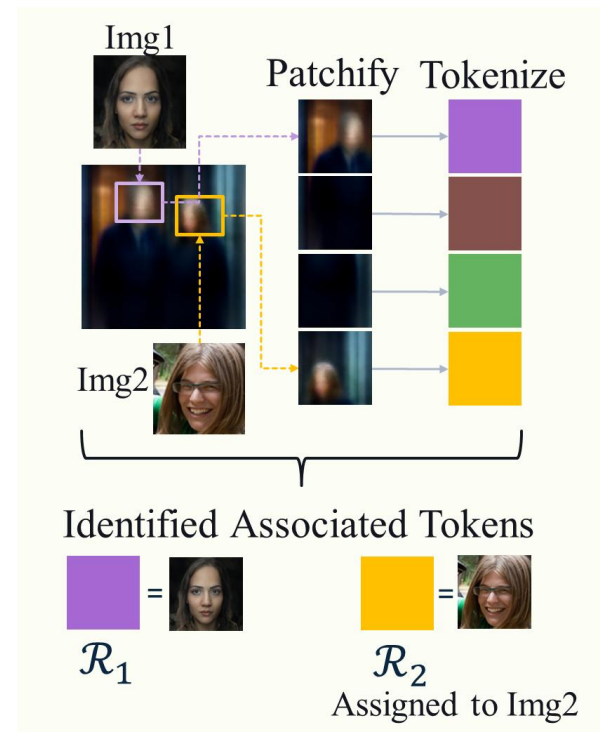 Img1
Patchify Tokenize
Img2
Identified Associated Tokens
= =
ℛ₁ ℛ₂
Assigned to Img2